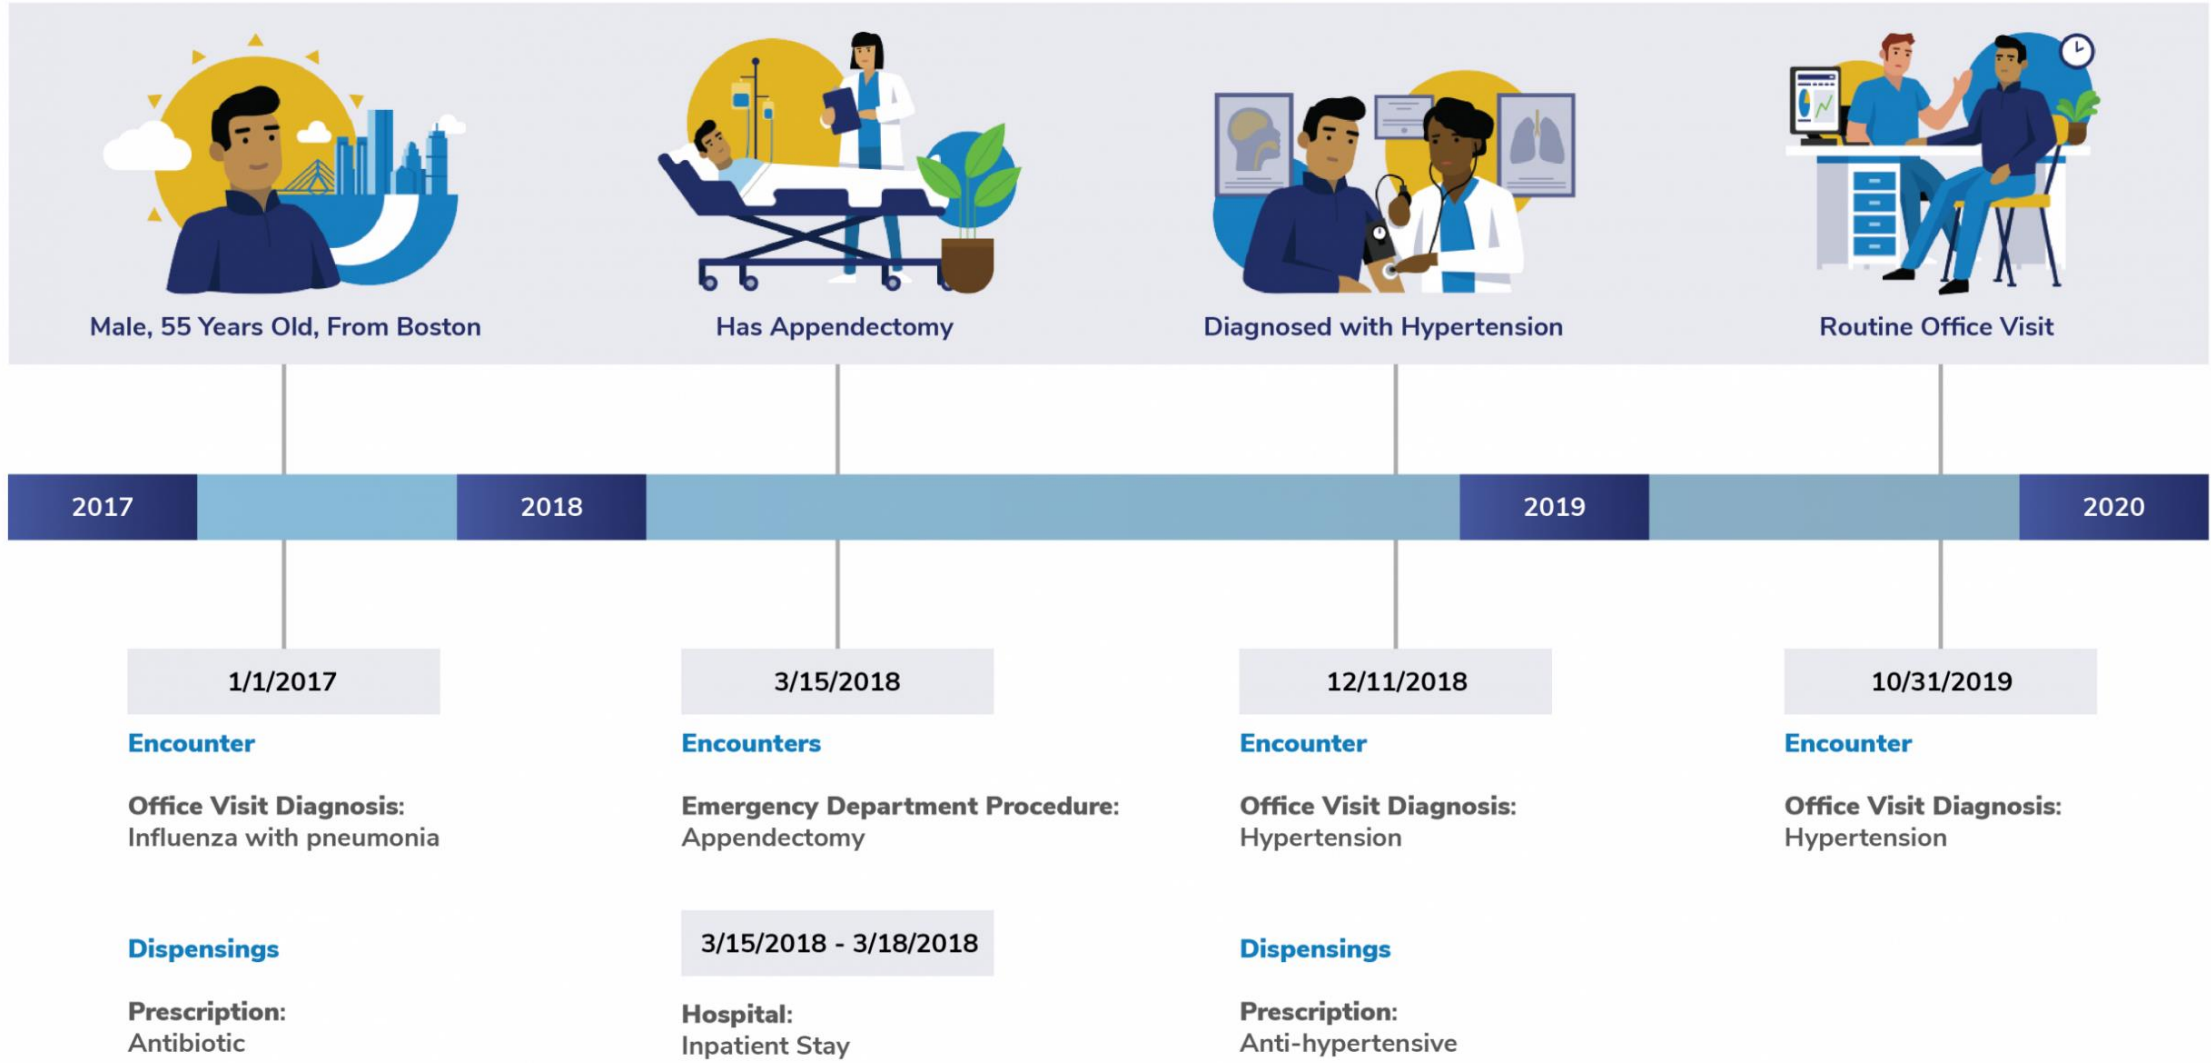 Male, 55 Years Old, From Boston
Has Appendectomy
Diagnosed with Hypertension
Routine Office Visit
2017
2018
2019
2020
1/1/2017
Encounter
Office Visit Diagnosis:
Influenza with pneumonia
Dispensings
Prescription:
Antibiotic
3/15/2018
Encounters
Emergency Department Procedure:
Appendectomy
3/15/2018 - 3/18/2018
Hospital:
Inpatient Stay
12/11/2018
Encounter
Office Visit Diagnosis:
Hypertension
Dispensings
Prescription:
Anti-hypertensive
10/31/2019
Encounter
Office Visit Diagnosis:
Hypertension